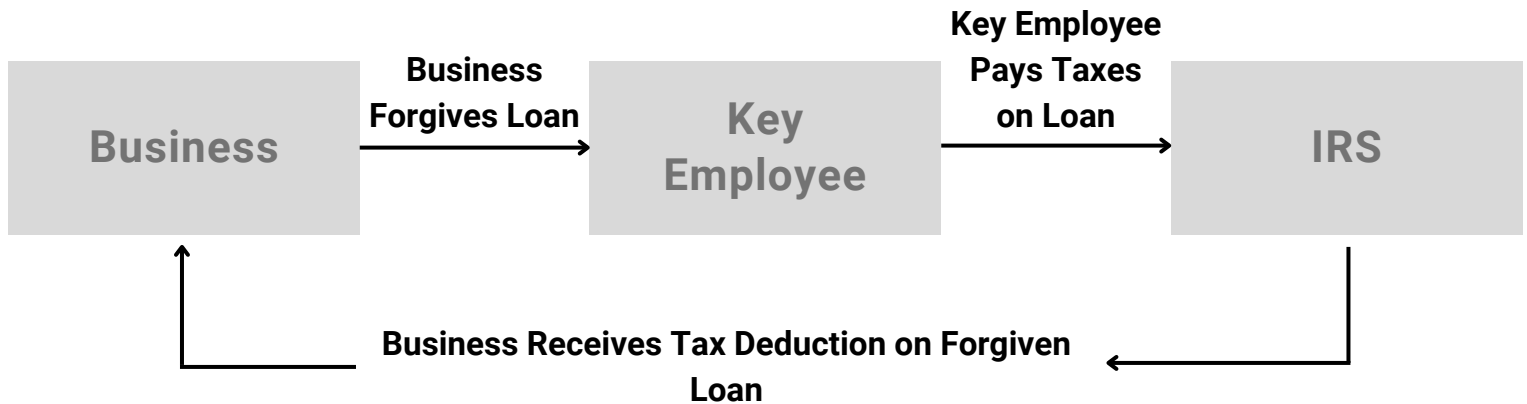 Business
Business
Forgives Loan
Key
Employee
Key Employee
Pays Taxes
on Loan
IRS
Business Receives Tax Deduction on Forgiven
Loan